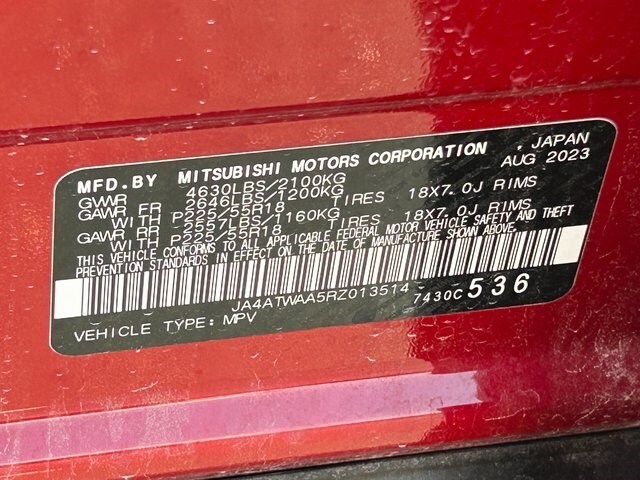 MFD.BY MITSUBISHI MOTORS CORPORATION . JAPAN
GVWR 4630LBS/2100KG AUG 2023
GAWR FR 2646LBS/1200KG
WITH P225/55R18 TIRES 18X7.0J RIMS
GAWR RR 2557LBS/1160KG
WITH P225/55R18 TIRES 18X7.0J RIMS
THIS VEHICLE CONFORMS TO ALL APPLICABLE FEDERAL MOTOR VEHICLE SAFETY AND THEFT
PREVENTION STANDARDS IN EFFECT ON THE DATE OF MANUFACTURE SHOWN ABOVE.
JA4ATWAA5RZ013514 7430C 536
VEHICLE TYPE: MPV